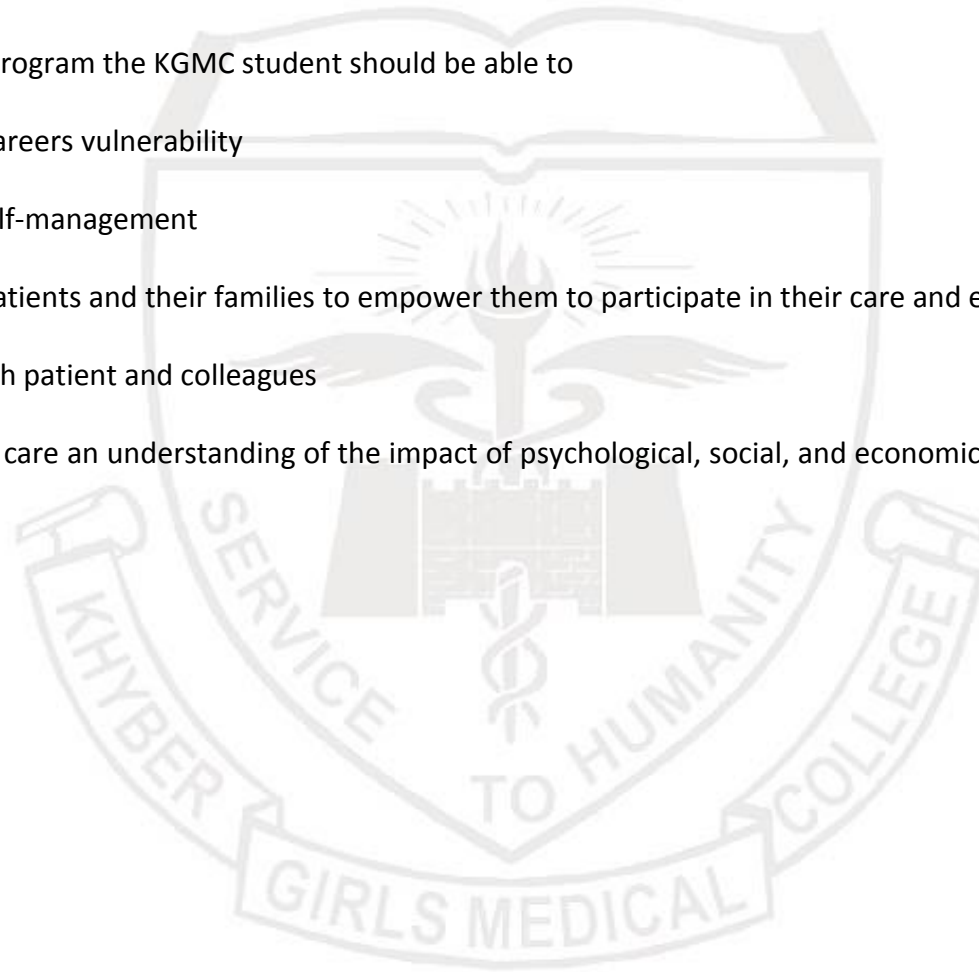 rogram the KGMC student should be able to
areers vulnerability
lf-management
atients and their families to empower them to participate in their care and e
h patient and colleagues
care an understanding of the impact of psychological, social, and economic
SERVICE TO HUMANITY
KHYBER GIRLS MEDICAL COLLEGE